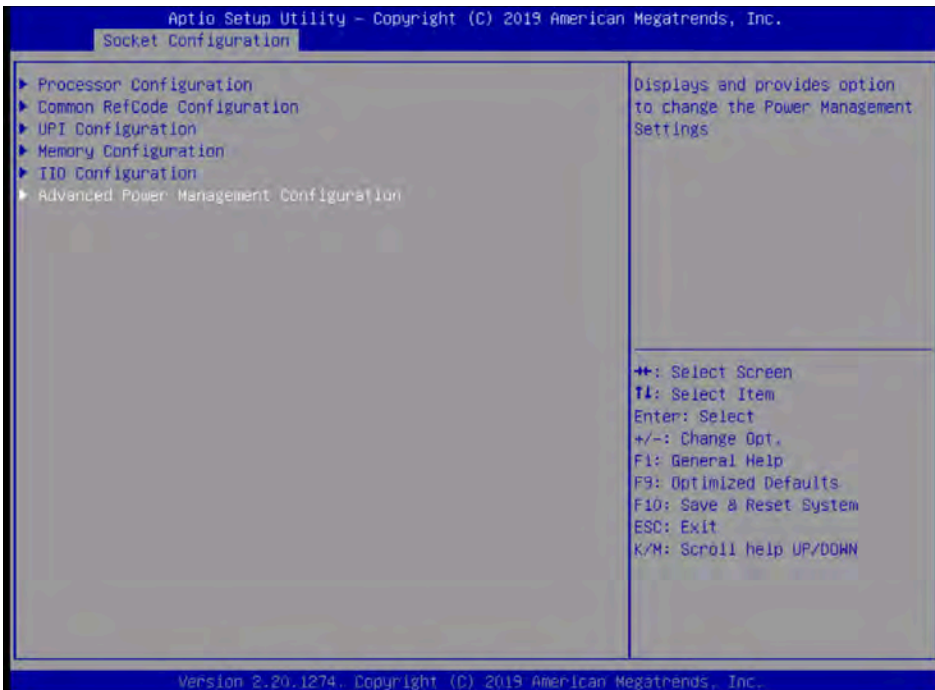 Aptio Setup Utility – Copyright (C) 2019 American Megatrends, Inc.
Socket Configuration
Processor Configuration
Common RefCode Configuration
UPI Configuration
Memory Configuration
IIO Configuration
Advanced Power Management Configuration
Displays and provides option
to change the Power Management
Settings
→←: Select Screen
↑↓: Select Item
Enter: Select
+/-: Change Opt.
F1: General Help
F9: Optimized Defaults
F10: Save & Reset System
ESC: Exit
K/M: Scroll help UP/DOWN
Version 2.20.1274. Copyright (C) 2019 American Megatrends, Inc.